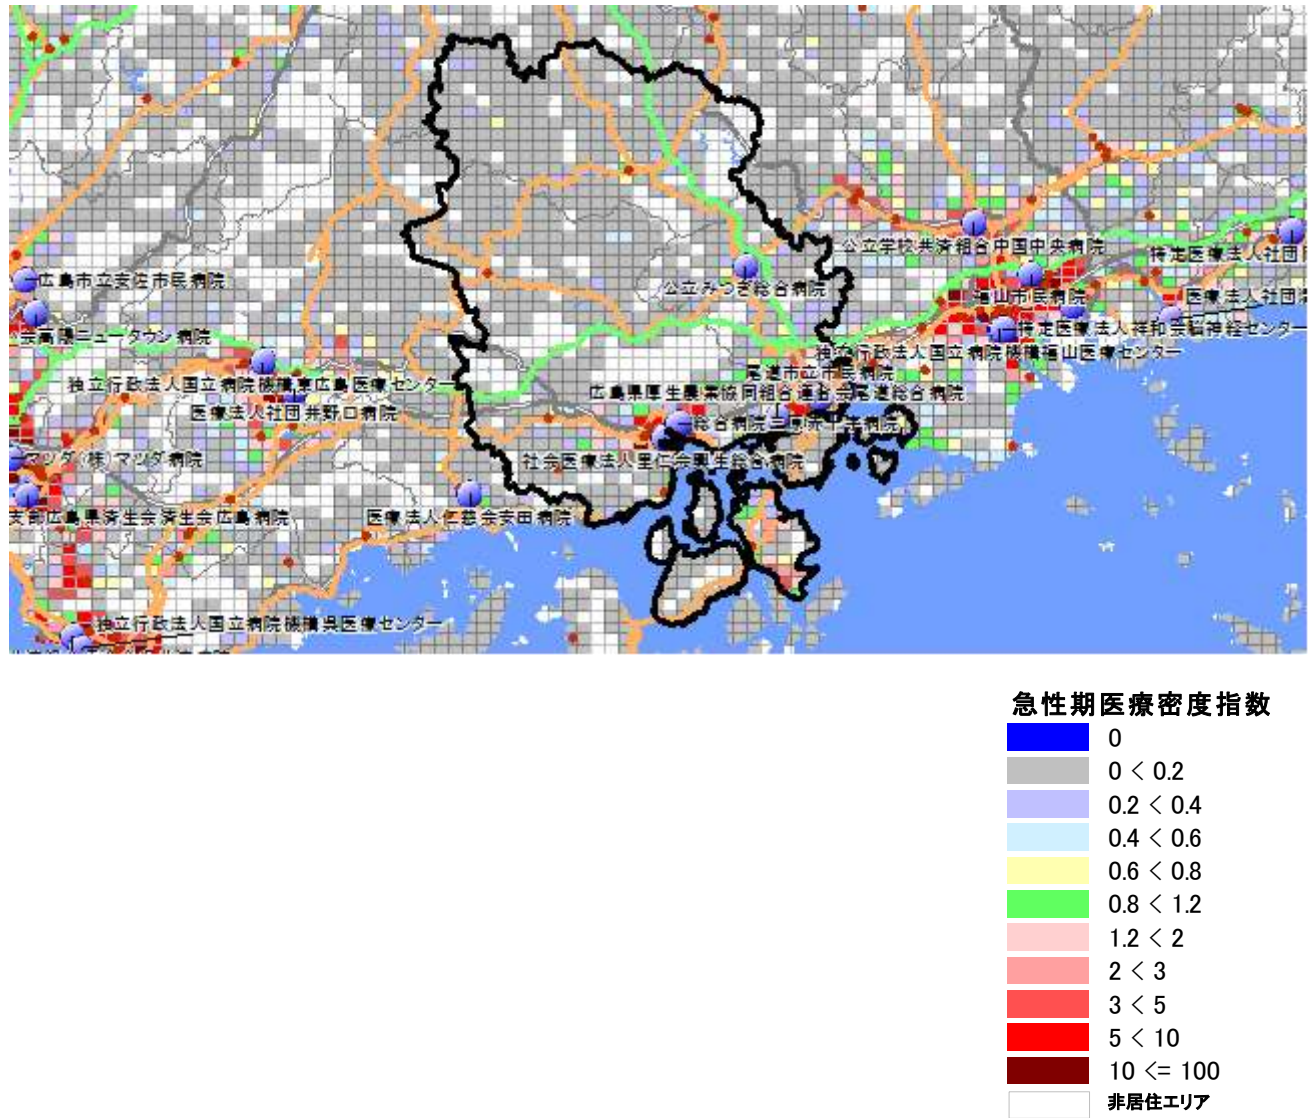 公立学校共済組合中国中央病院
特定医療法人社団
広島市立安佐市民病院
公立みつぎ総合病院
福山市民病院
医療法人社団
特定医療法人祥和会脳神経センター
高陽ニュータウン病院
独立行政法人国立病院機構福山医療センター
尾道市立市民病院
独立行政法人国立病院機構東広島医療センター
広島県厚生農業協同組合連合会尾道総合病院
医療法人社団井野口病院
総合病院三原赤十字病院
マツダ(株)マツダ病院
社会医療法人里仁会興生総合病院
支部広島県済生会済生会広島病院
医療法人仁慈会安田病院
独立行政法人国立病院機構呉医療センター
急性期医療密度指数
0
0 < 0.2
0.2 < 0.4
0.4 < 0.6
0.6 < 0.8
0.8 < 1.2
1.2 < 2
2 < 3
3 < 5
5 < 10
10 <= 100
非居住エリア